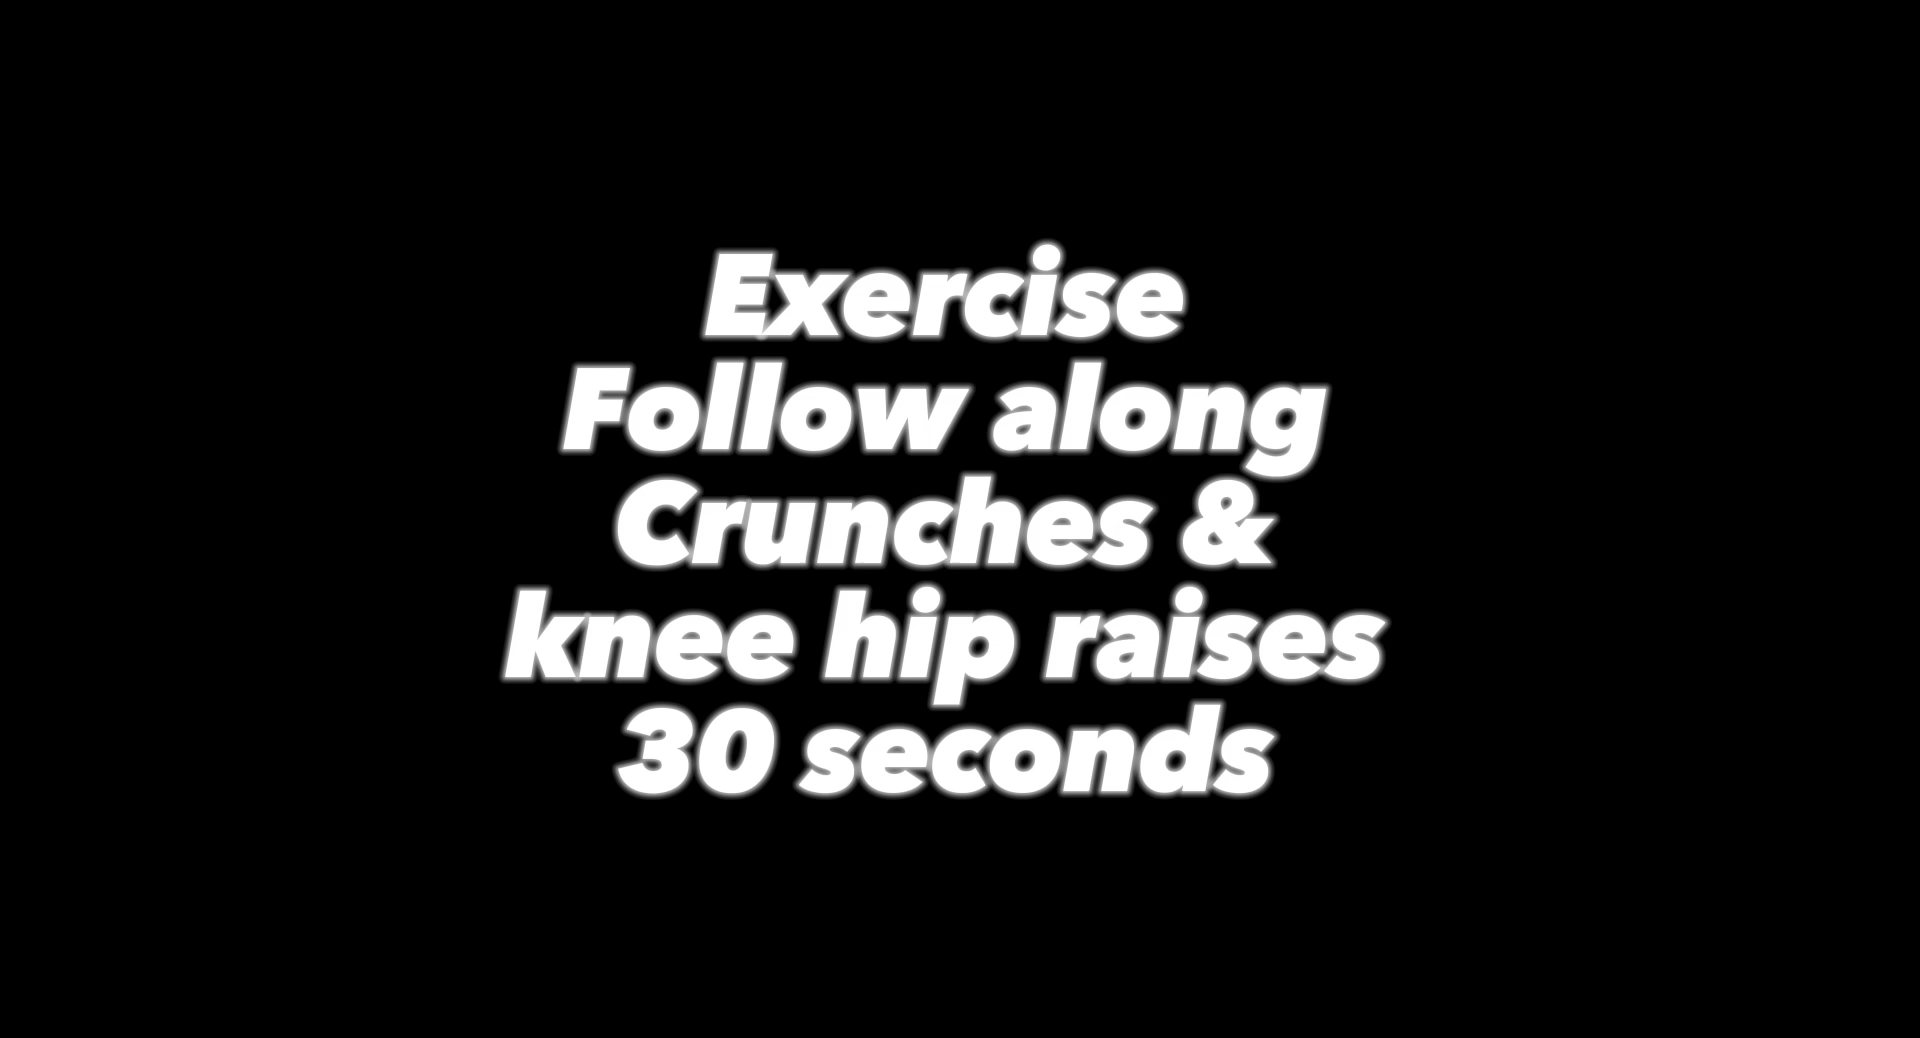 Exercise
Follow along
Crunches &
knee hip raises
30 seconds